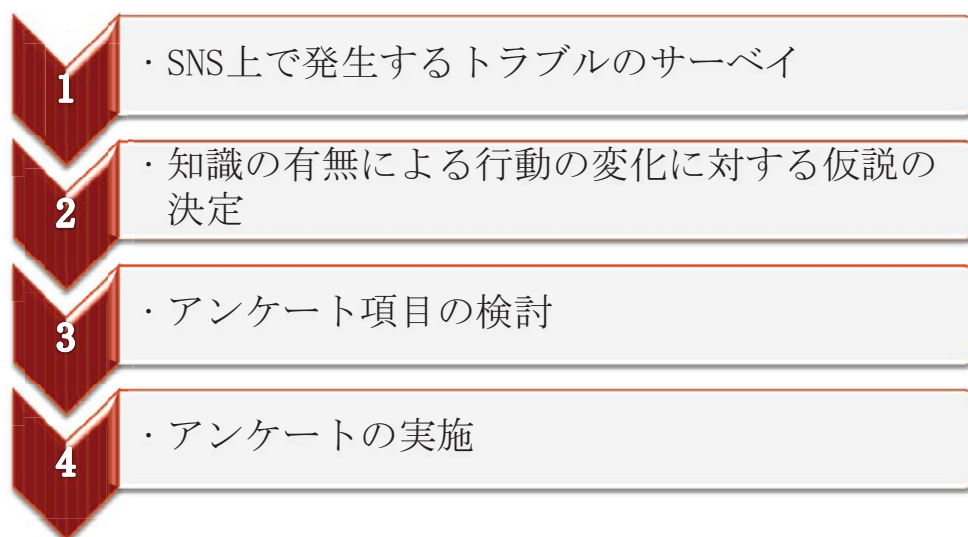 1
・SNS上で発生するトラブルのサーベイ
2
・知識の有無による行動の変化に対する仮説の
決定
3
・アンケート項目の検討
4
・アンケートの実施